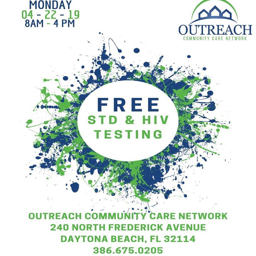 MONDAY
04 - 22 - 19
8AM - 4 PM
OUTREACH
COMMUNITY CARE NETWORK
FREE
STD & HIV
TESTING
OUTREACH COMMUNITY CARE NETWORK
240 NORTH FREDERICK AVENUE
DAYTONA BEACH, FL 32114
386.675.0205